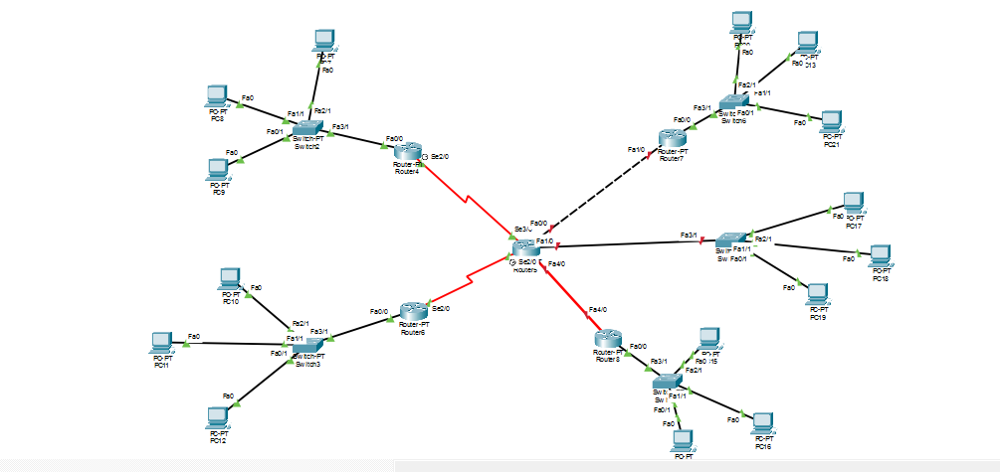 PC-PT
Fa0
Fa0
PC-PT
PC8
Fa1/1
Fa2/1
Fa0/1
Fa3/1
Switch-PT
Switch2
Fa0
PC-PT
PC9
Fa0/0
Se2/0
Router4
PC-PT
Fa0
Fa0
Fa2/1
Fa1/1
Fa3/1
Fa0/1
Switch6
Fa0
PC-PT
PC21
Fa0/0
Fa1/0
Router-PT
Router7
Fa0/0
Fa1/0
Se2/0
Fa4/0
Router5
Fa3/1
Fa2/1
Fa1/1
Fa0/1
Fa0
PC17
Fa0
PC-PT
PC18
Fa0
PC-PT
PC19
PC-PT
PC10
Fa0
Fa0
PC-PT
PC11
Fa2/1
Fa1/1
Fa3/1
Fa0/1
Switch-PT
Switch3
Fa0
PC-PT
PC12
Fa0/0
Se2/0
Router-PT
Router6
Fa4/0
Fa0/0
Router8
Fa3/1
Fa2/1
Fa1/1
Fa0/1
PC-PT
Fa0
PC-PT
PC16
Fa0
PC-PT